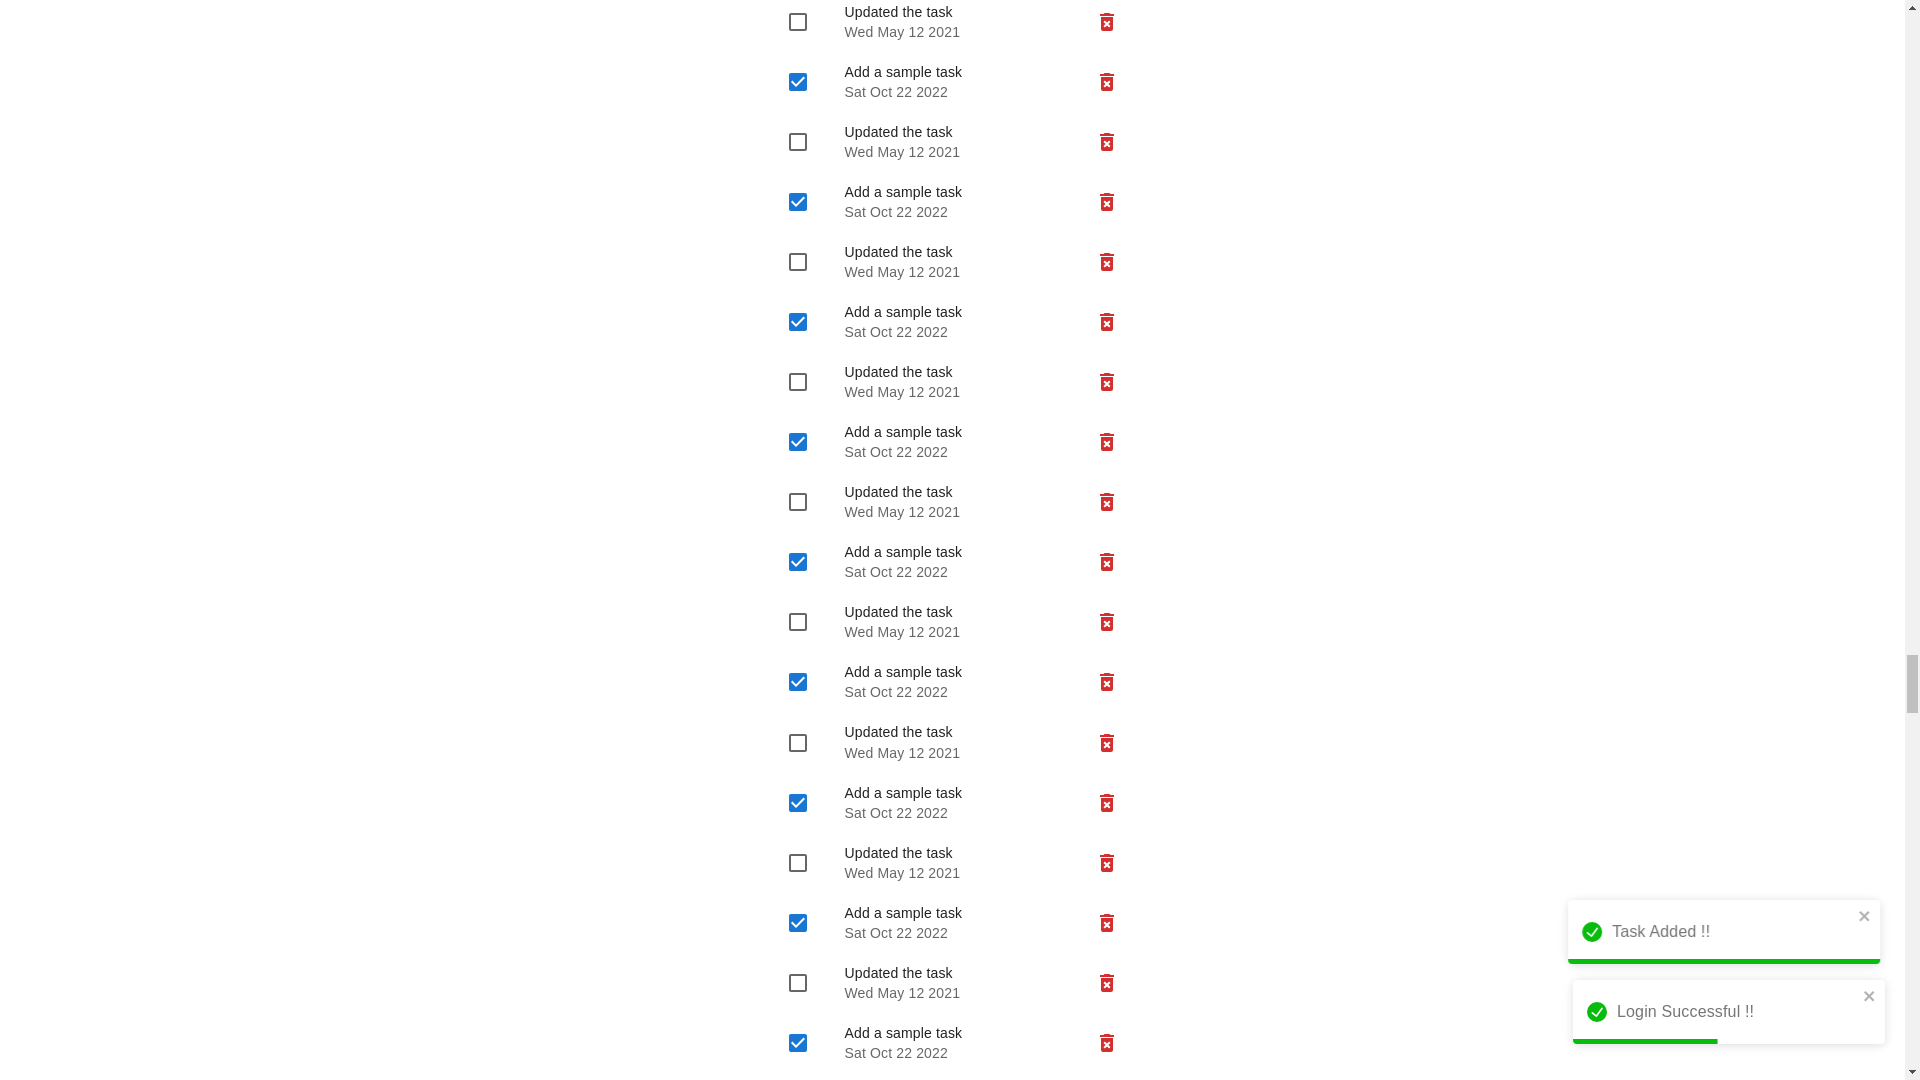 Updated the task
Wed May 12 2021
Add a sample task
Sat Oct 22 2022
Updated the task
Wed May 12 2021
Add a sample task
Sat Oct 22 2022
Updated the task
Wed May 12 2021
Add a sample task
Sat Oct 22 2022
Updated the task
Wed May 12 2021
Add a sample task
Sat Oct 22 2022
Updated the task
Wed May 12 2021
Add a sample task
Sat Oct 22 2022
Updated the task
Wed May 12 2021
Add a sample task
Sat Oct 22 2022
Updated the task
Wed May 12 2021
Add a sample task
Sat Oct 22 2022
Updated the task
Wed May 12 2021
Add a sample task
Sat Oct 22 2022
Updated the task
Wed May 12 2021
Add a sample task
Sat Oct 22 2022
Task Added !!
Login Successful !!